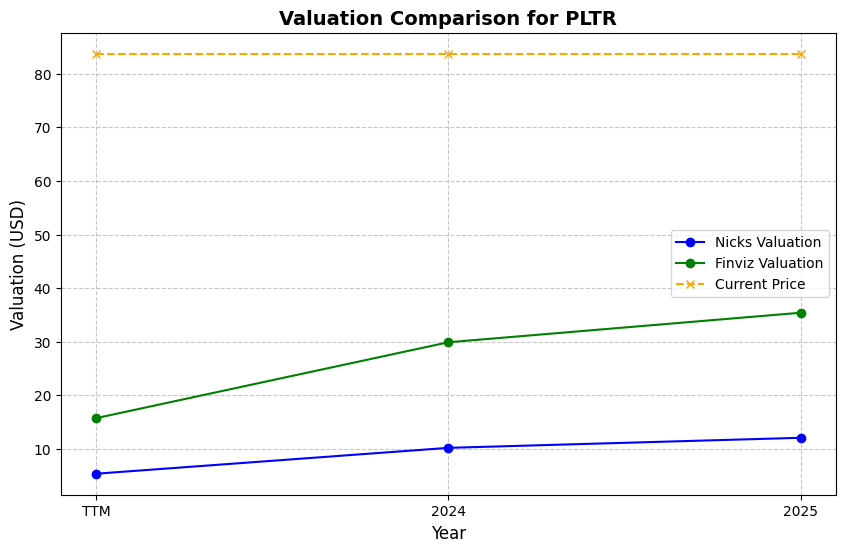 Valuation Comparison for PLTR
Valuation (USD)
80
70
60
50
40
30
20
10
Nicks Valuation
Finviz Valuation
Current Price
TTM
2024
2025
Year